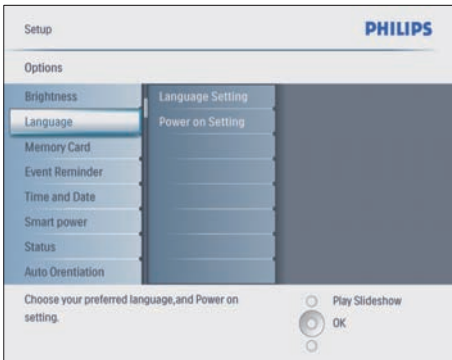 Setup
PHILIPS
Options
Brightness
Language
Memory Card
Event Reminder
Time and Date
Smart power
Status
Auto Orentiation
Language Setting
Power on Setting
Choose your preferred language,and Power on
setting.
Play Slideshow
OK